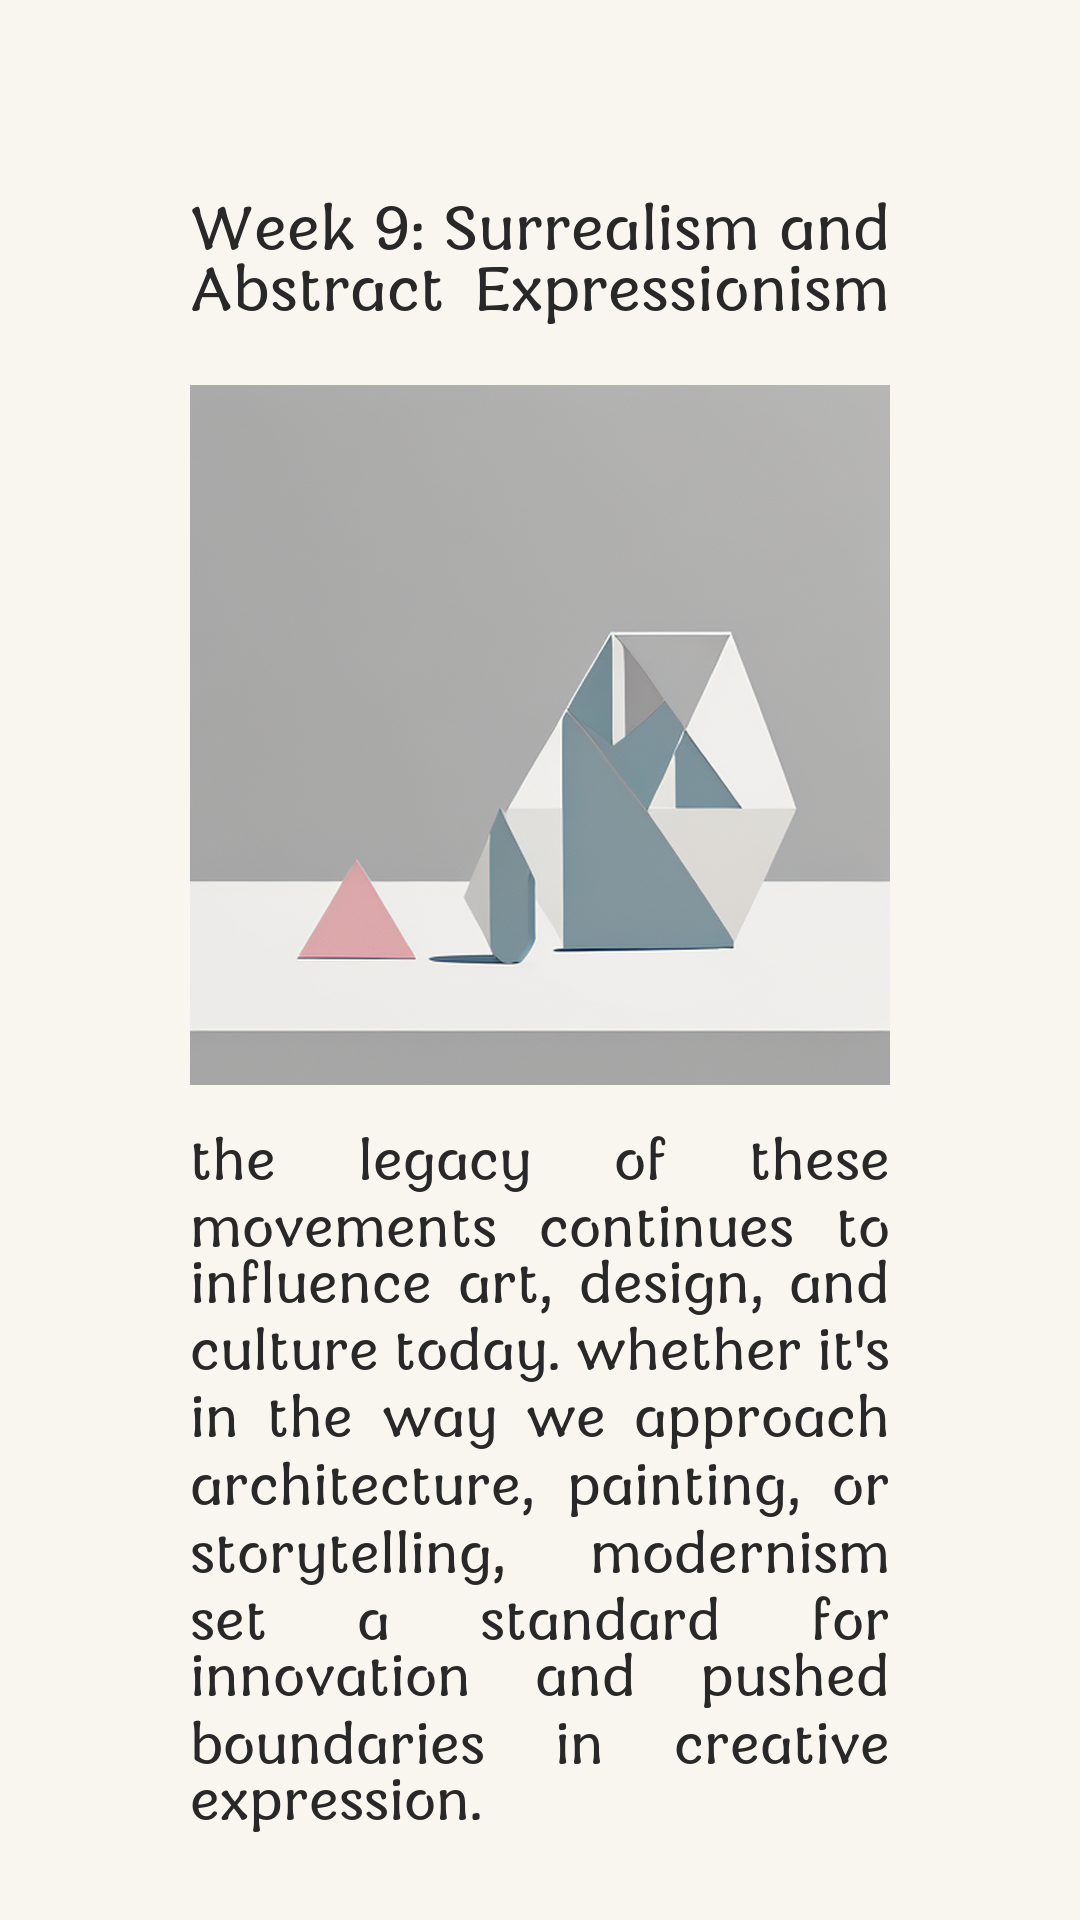 Week 9: Surrealism and
Abstract Expressionism
the legacy of these
movements continues to
influence art, design, and
culture today. whether it's
in the way we approach
architecture, painting, or
storytelling, modernism
set a standard for
innovation and pushed
boundaries in creative
expression.